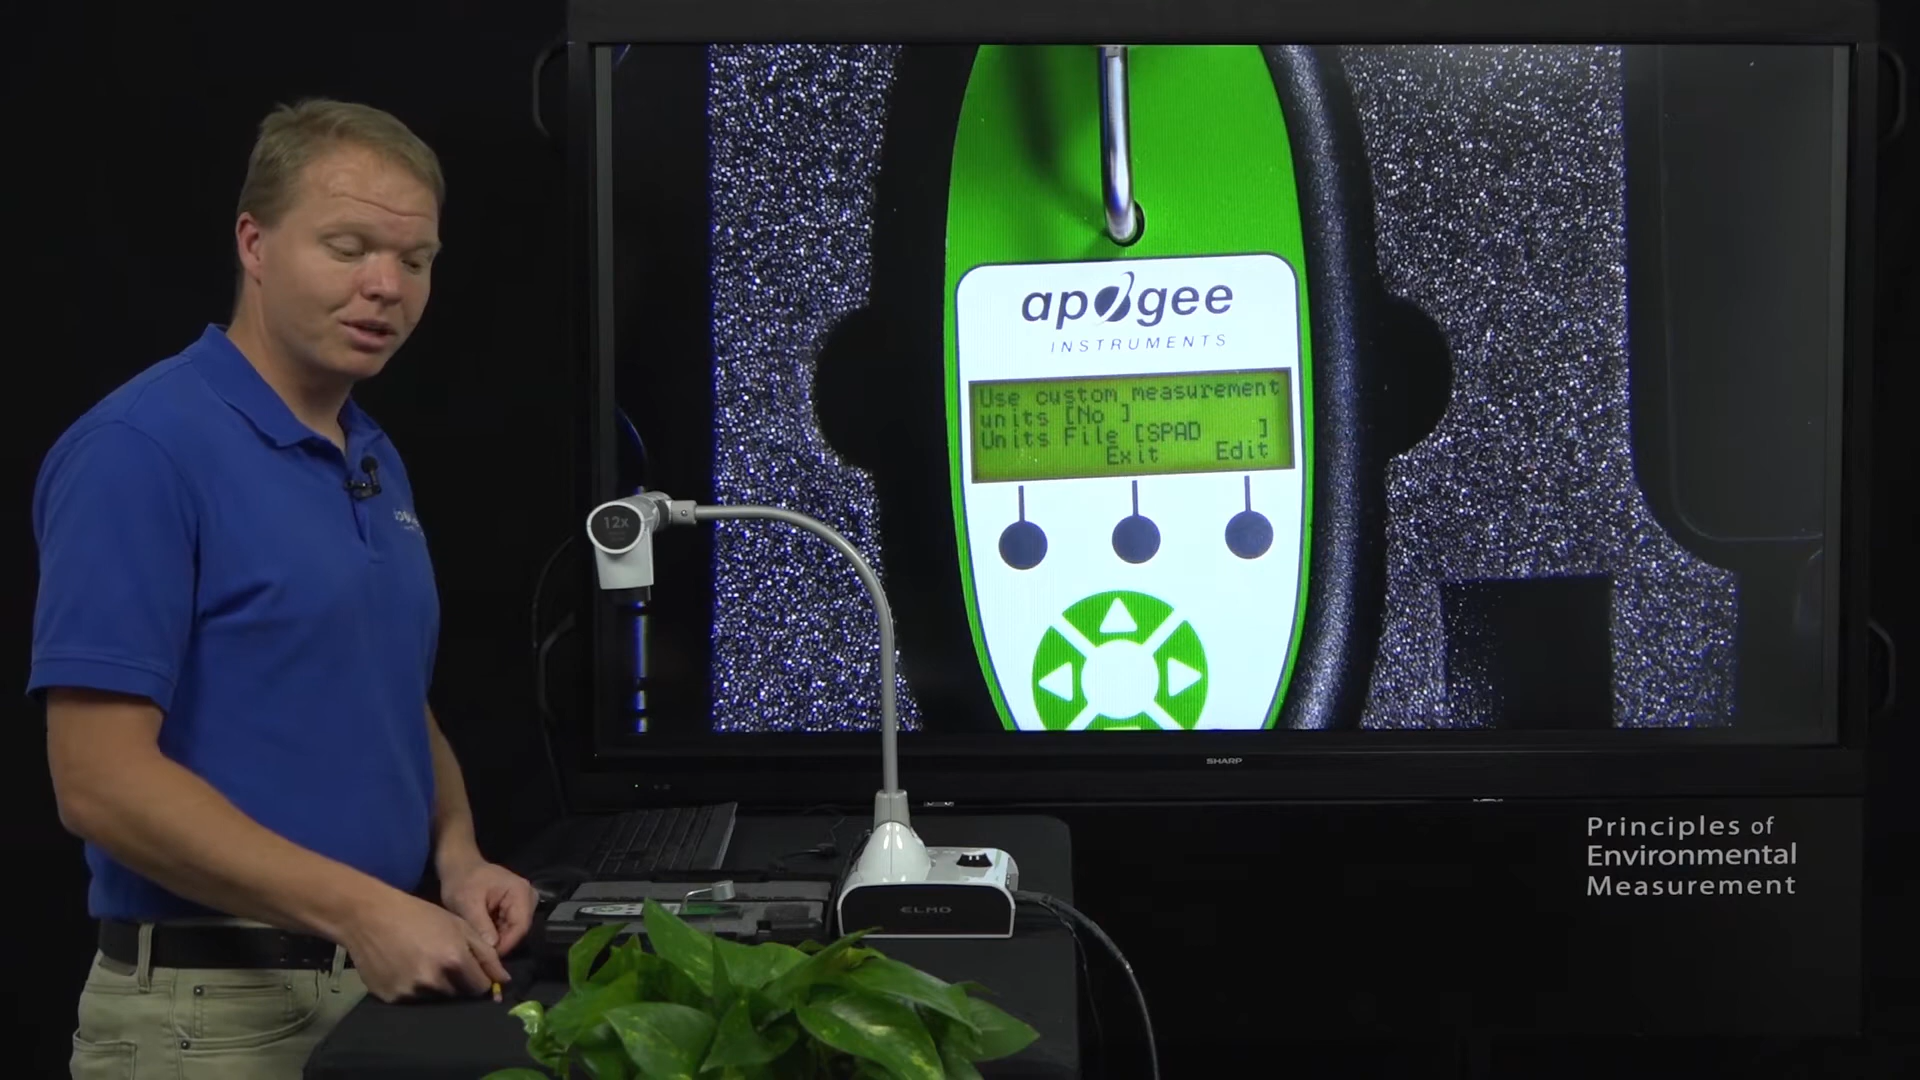 apogee
INSTRUMENTS
Use custom measurement
units [No ]
Units File [SPAD ]
Exit Edit
12x
SHARP
Principles of
Environmental
Measurement
ELMO